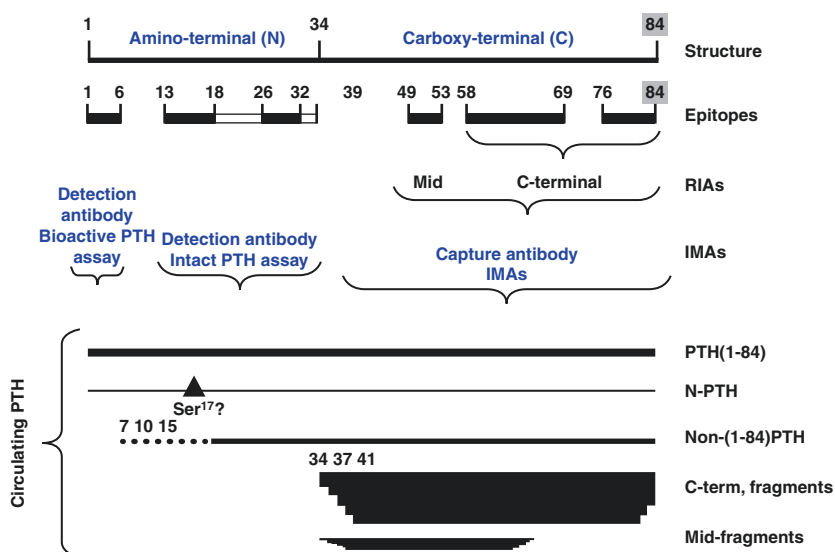 1 34 84
Amino-terminal (N) Carboxy-terminal (C)
Structure
1 6 13 18 26 32 39 49 53 58 69 76 84
Epitopes
Mid C-terminal RIAs
Detection
antibody
Bioactive PTH
assay
Detection antibody
Intact PTH assay
Capture antibody
IMAs
IMAs
Circulating PTH
PTH(1-84)
N-PTH
Ser17?
7 10 15
Non-(1-84)PTH
34 37 41
C-term, fragments
Mid-fragments